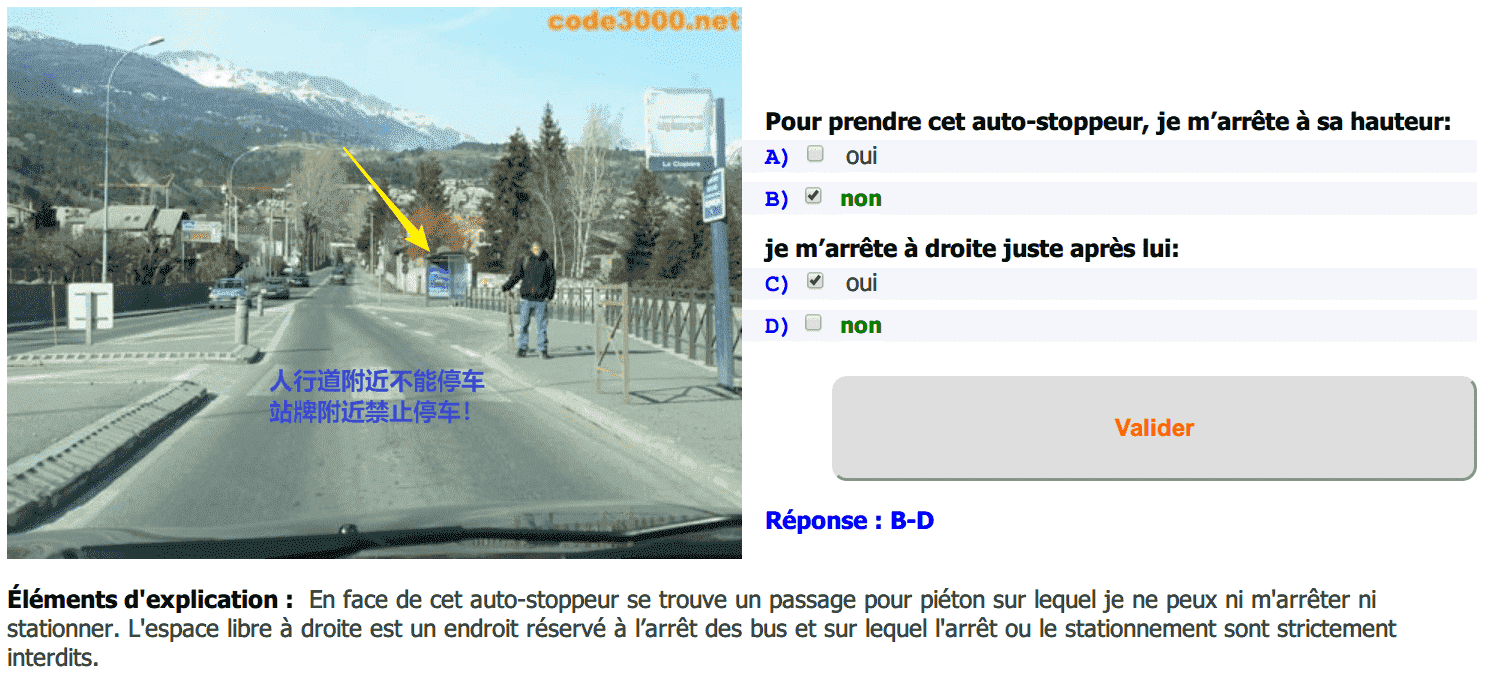 code3000.net
Le Clapière
人行道附近不能停车
站牌附近禁止停车！
Pour prendre cet auto-stoppeur, je m’arrête à sa hauteur:
A) oui
B) non
je m’arrête à droite juste après lui:
C) oui
D) non
Valider
Réponse : B-D
Éléments d'explication : En face de cet auto-stoppeur se trouve un passage pour piéton sur lequel je ne peux ni m'arrêter ni
stationner. L'espace libre à droite est un endroit réservé à l’arrêt des bus et sur lequel l'arrêt ou le stationnement sont strictement
interdits.